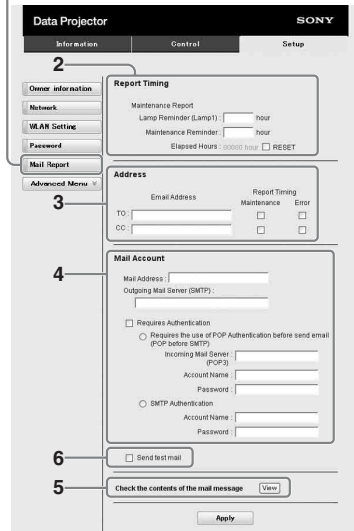 Data Projector SONY
Information Control Setup
2
Owner information
Network
WLAN Setting
Password
Mail Report
Advanced Menu
Report Timing
Maintenance Report
Lamp Reminder (Lamp1) : hour
Maintenance Reminder : hour
Elapsed Hours : 00000 hour RESET
3
Address
Email Address Report Timing
Maintenance Error
TO :
CC :
4
Mail Account
Mail Address :
Outgoing Mail Server (SMTP) :
Requires Authentication
Requires the use of POP Authentication before send email
(POP before SMTP)
Incoming Mail Server :
(POP3)
Account Name :
Password :
SMTP Authentication
Account Name :
Password :
6
Send test mail
5
Check the contents of the mail message View
Apply